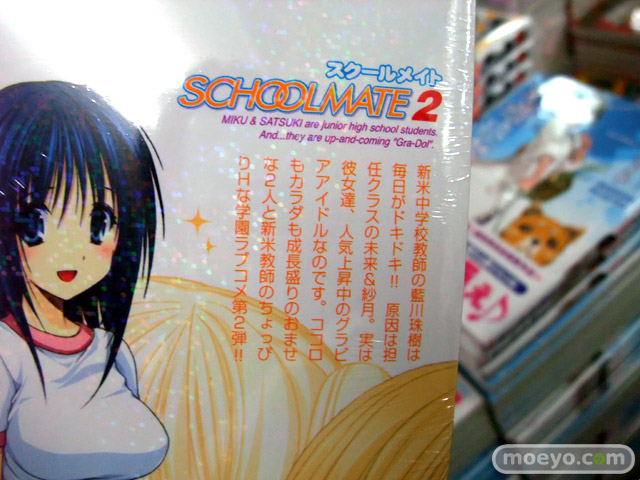 スクールメイト
SCHOOLMATE 2
MIKU & SATSUKI are junior high school students.
And...they are up-and-coming "Gra-Dol".
新米中学校教師の藍川珠樹は
毎日がドキドキ!! 原因は担
任クラスの未来&紗月。実は
彼女達、人気上昇中のグラビ
アアイドルなのです。ココロ
もカラダも成長盛りのおませ
な2人と新米教師のちょっぴ
りHな学園ラブコメ第2弾!!
え♪
moeyo.com